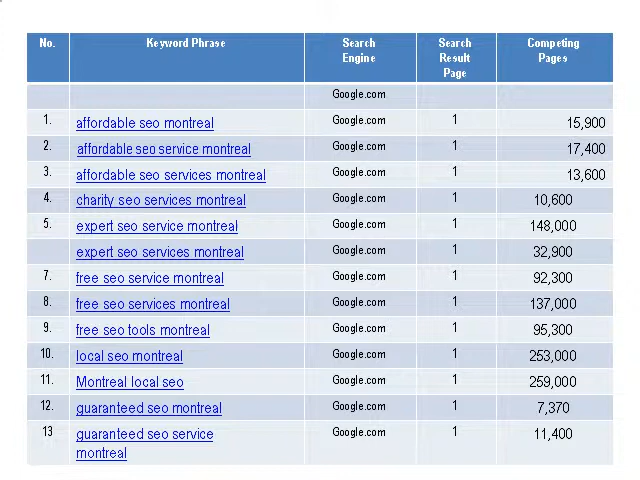 No. Keyword Phrase Search Engine Search Result Page Competing Pages
Google.com
1. affordable seo montreal Google.com 1 15,900
2. affordable seo service montreal Google.com 1 17,400
3. affordable seo services montreal Google.com 1 13,600
4. charity seo services montreal Google.com 1 10,600
5. expert seo service montreal Google.com 1 148,000
expert seo services montreal Google.com 1 32,900
7. free seo service montreal Google.com 1 92,300
8. free seo services montreal Google.com 1 137,000
9. free seo tools montreal Google.com 1 95,300
10. local seo montreal Google.com 1 253,000
11. Montreal local seo Google.com 1 259,000
12. guaranteed seo montreal Google.com 1 7,370
13 guaranteed seo service Google.com 1 11,400
montreal